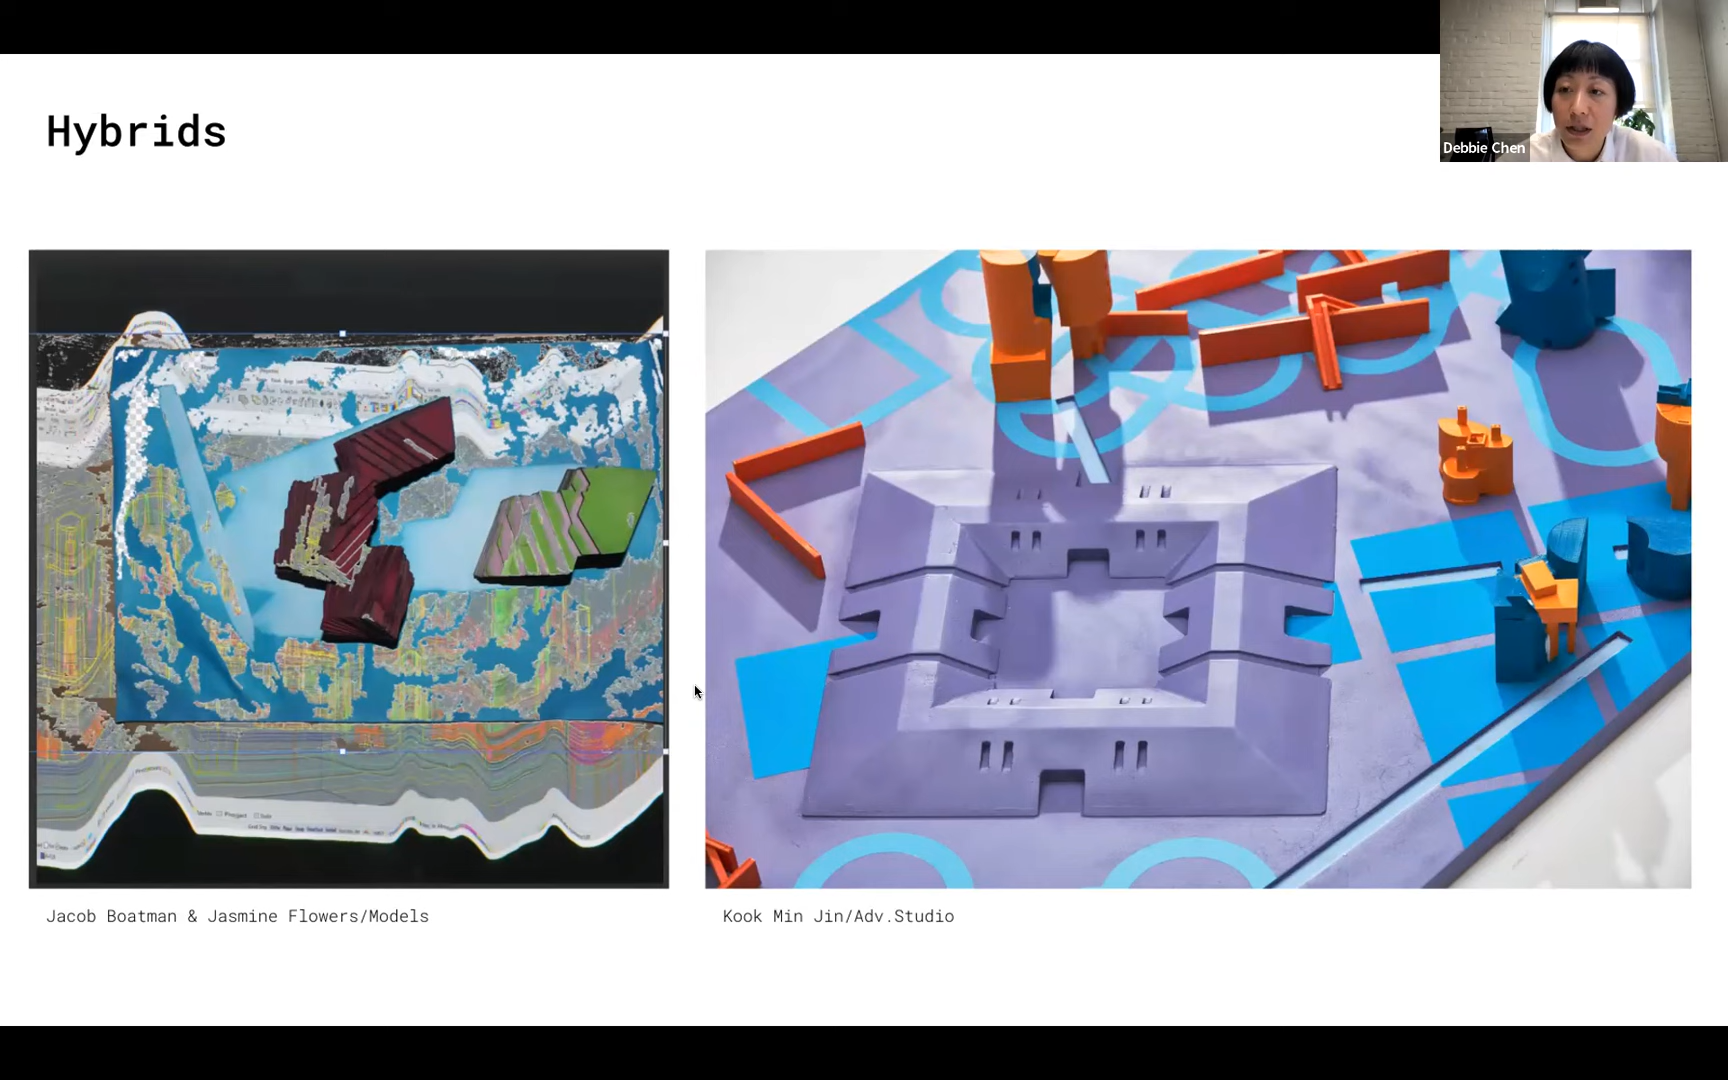 Hybrids
Debbie Chen
Jacob Boatman & Jasmine Flowers/Models
Kook Min Jin/Adv.Studio